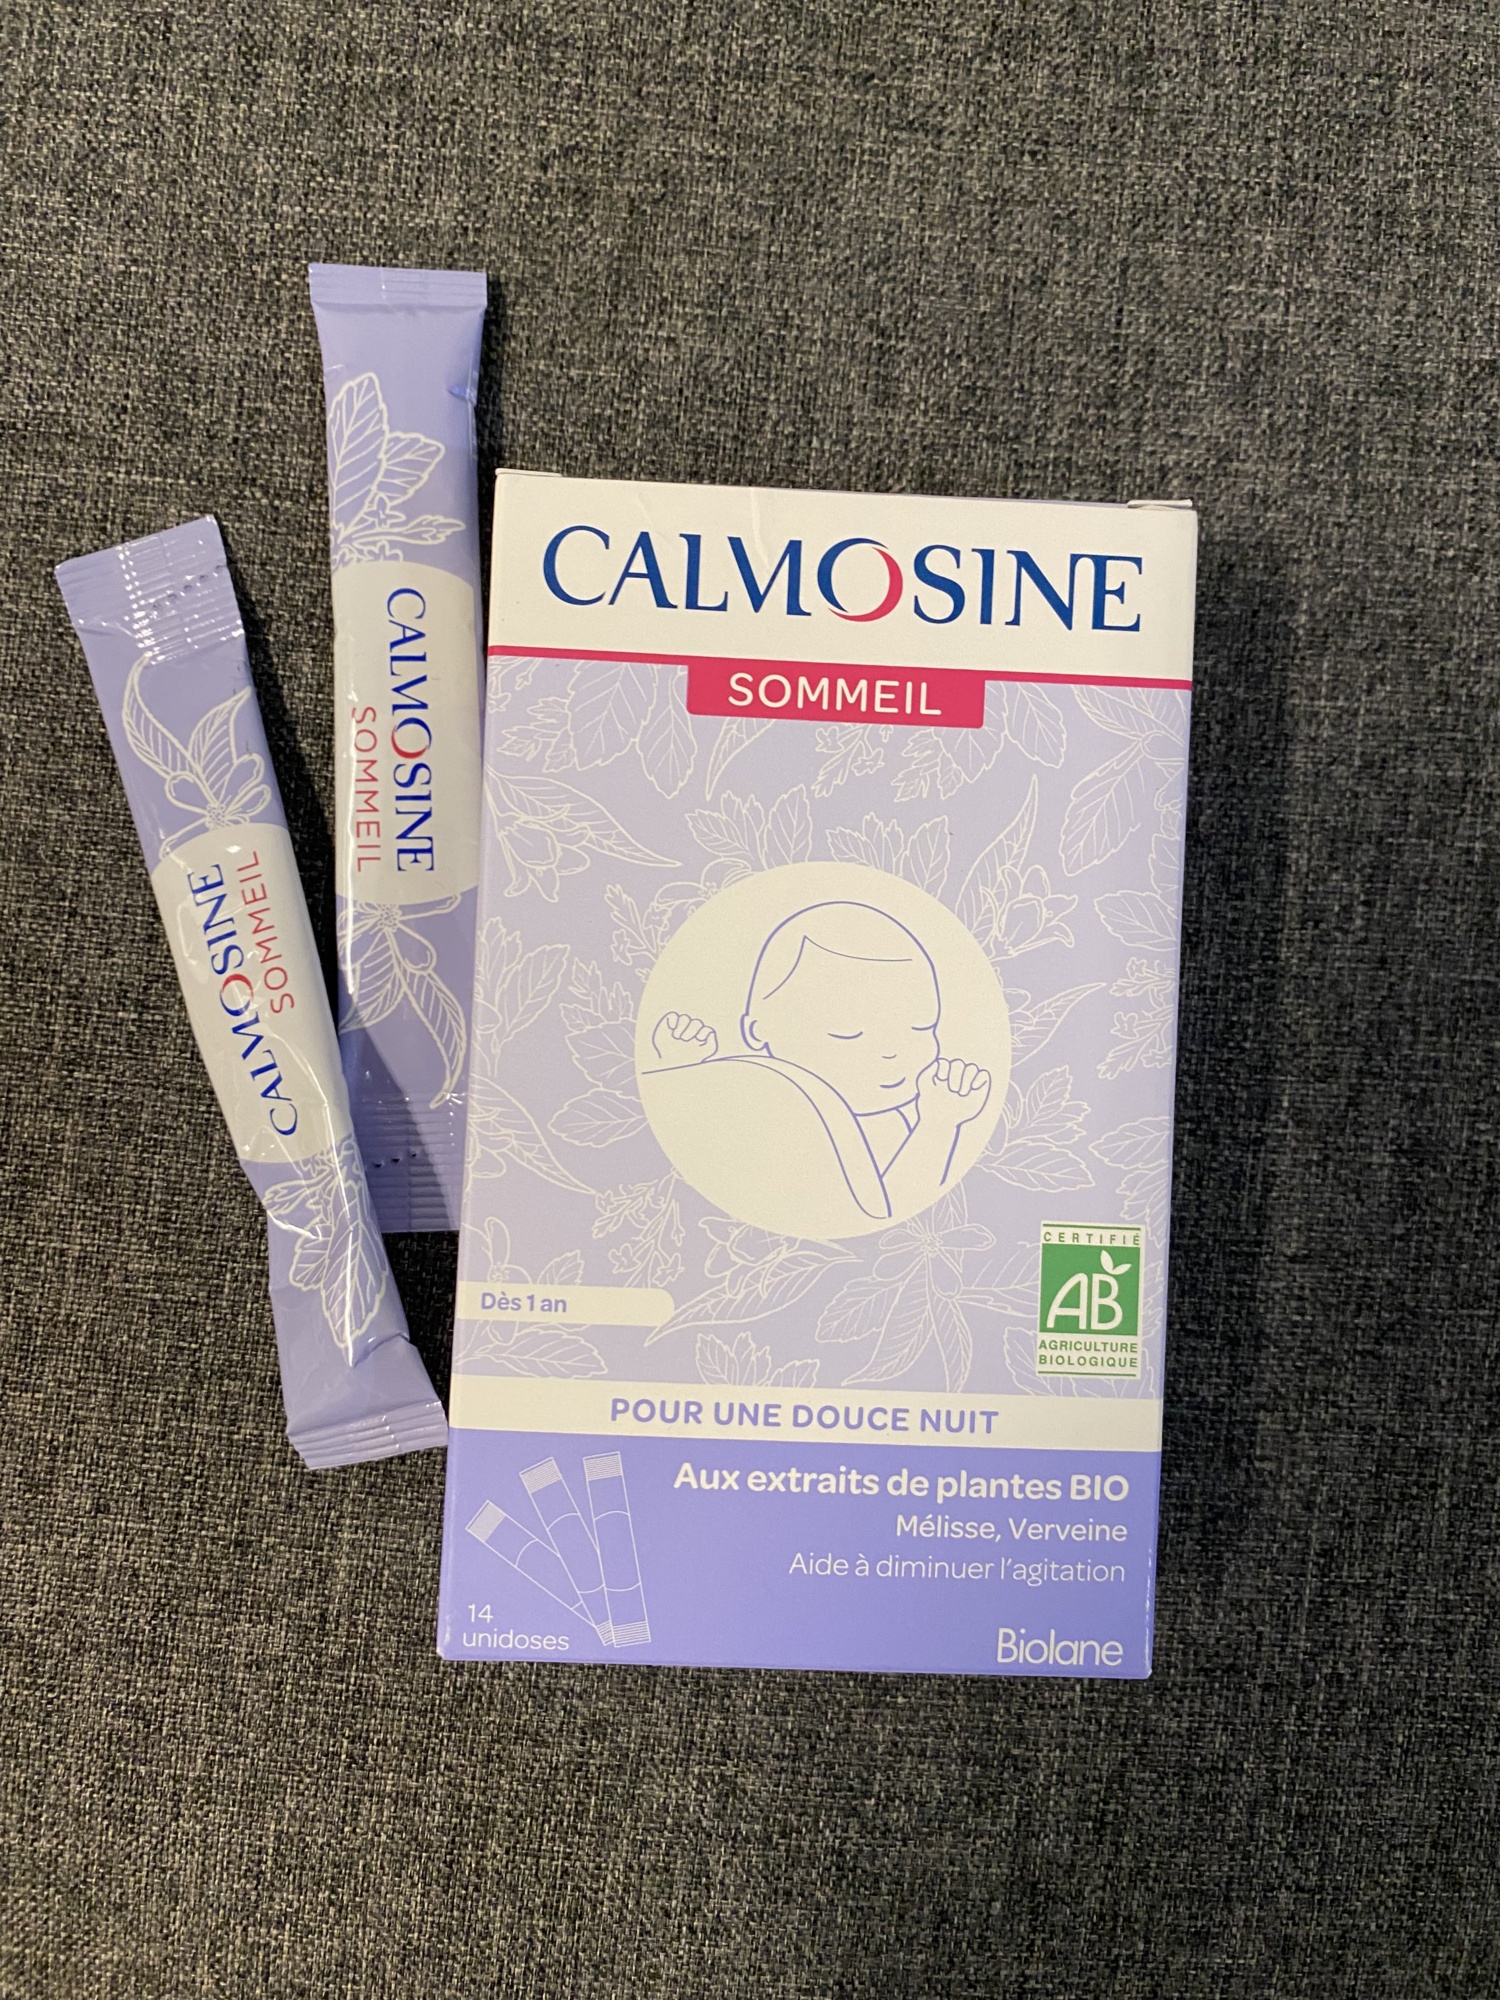 CALMOSINE
SOMMEIL
CALMOSINE
SOMMEIL
CALMOSINE
SOMMEIL
Dès 1 an
CERTIFIÉ
AB
AGRICULTURE
BIOLOGIQUE
POUR UNE DOUCE NUIT
Aux extraits de plantes BIO
Mélisse, Verveine
Aide à diminuer l'agitation
14
unidoses
Biolane